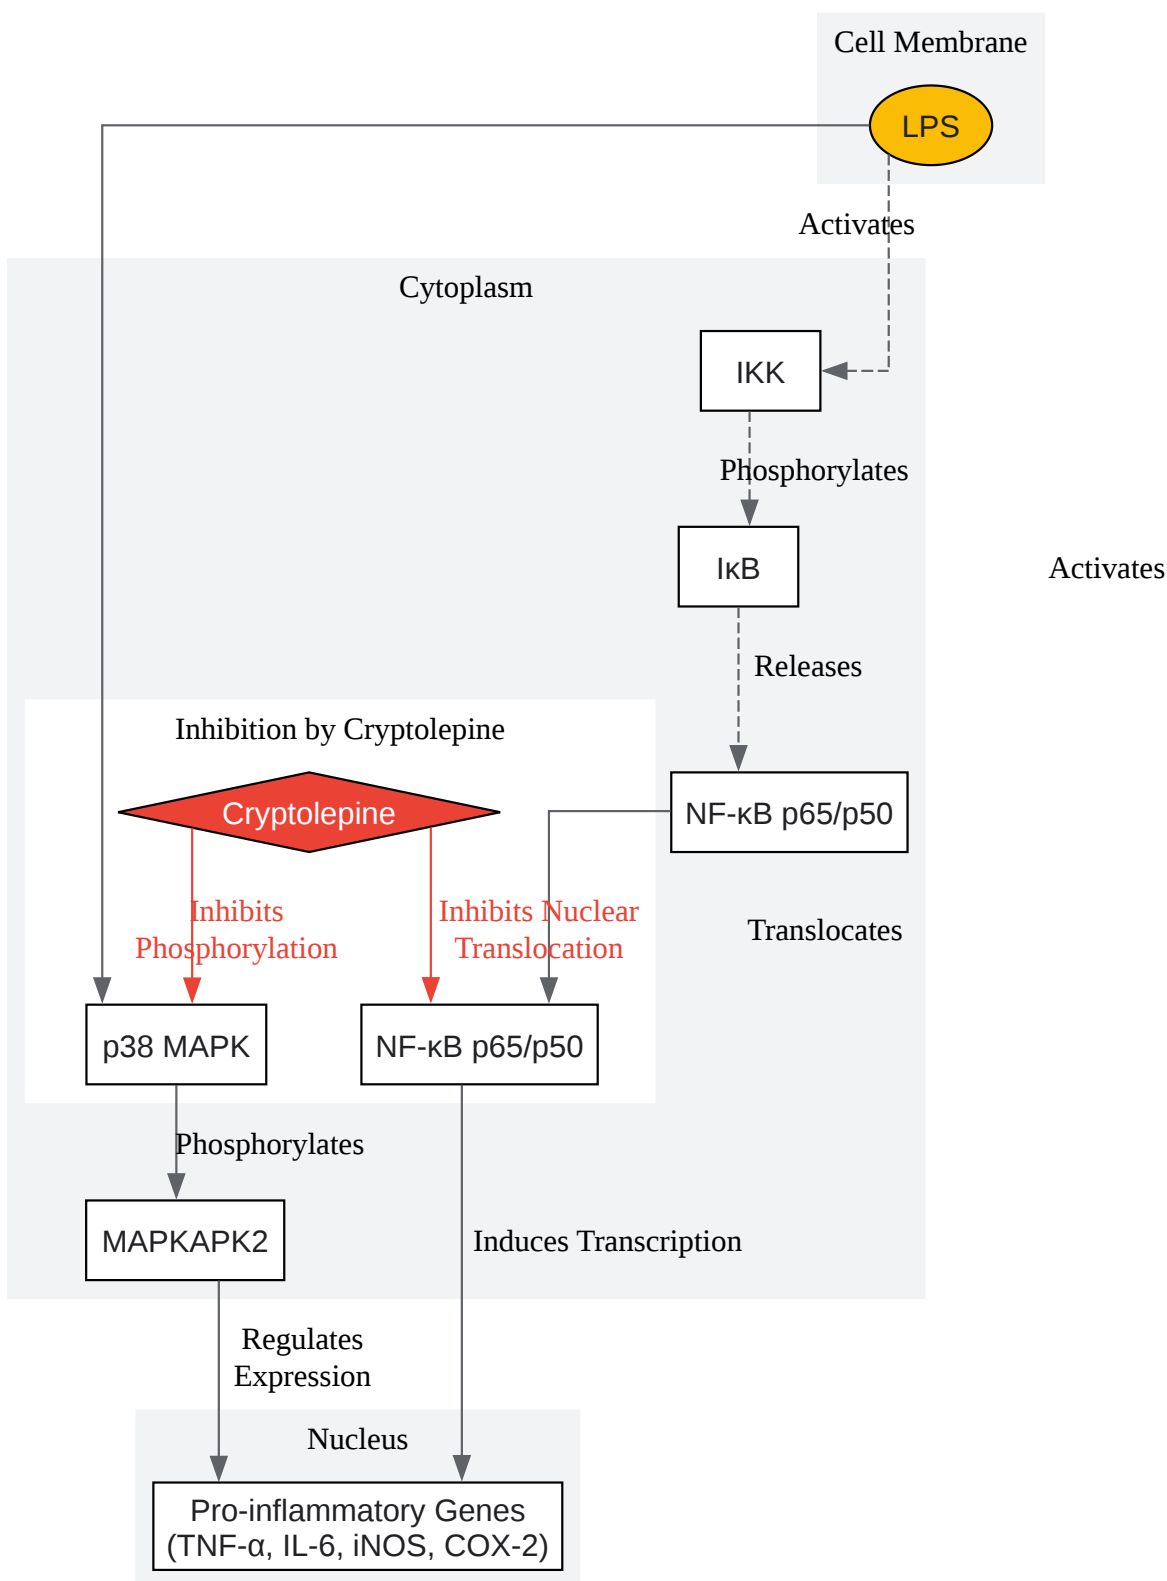 Cell Membrane
LPS
Activates
Cytoplasm
IKK
Phosphorylates
IκB
Activates
Releases
Inhibition by Cryptolepine
Cryptolepine
NF-κB p65/p50
Inhibits
Phosphorylation
Inhibits Nuclear
Translocation
Translocates
p38 MAPK
NF-κB p65/p50
Phosphorylates
MAPKAPK2
Induces Transcription
Regulates
Expression
Nucleus
Pro-inflammatory Genes
(TNF-α, IL-6, iNOS, COX-2)